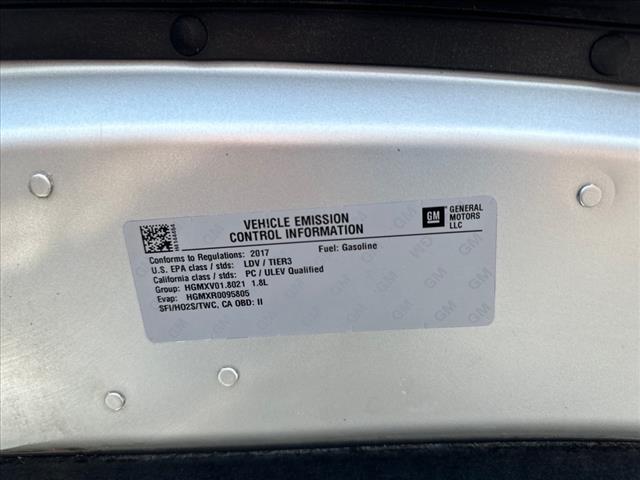 VEHICLE EMISSION
CONTROL INFORMATION
GM GENERAL
MOTORS
LLC
Conforms to Regulations: 2017 Fuel: Gasoline
U.S. EPA class / stds: LDV / TIER3
California class / stds: PC / ULEV Qualified
Group: HGMXV01.8021 1.8L
Evap: HGMXR0095805
SFI/HO2S/TWC, CA OBD: II